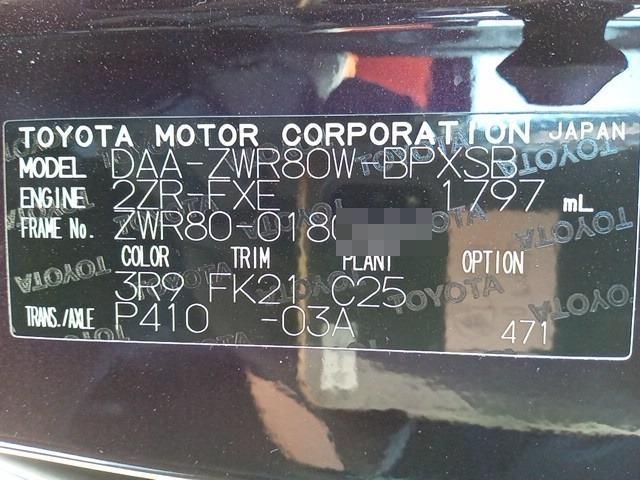 TOYOTA MOTOR CORPORATION JAPAN
MODEL DAA-ZWR80W-BPXSB
ENGINE 2ZR-FXE 1797 mL
FRAME No. ZWR80-0180
COLOR TRIM PLANT OPTION
3R9 FK21 C25
TRANS./AXLE P410 -03A 471